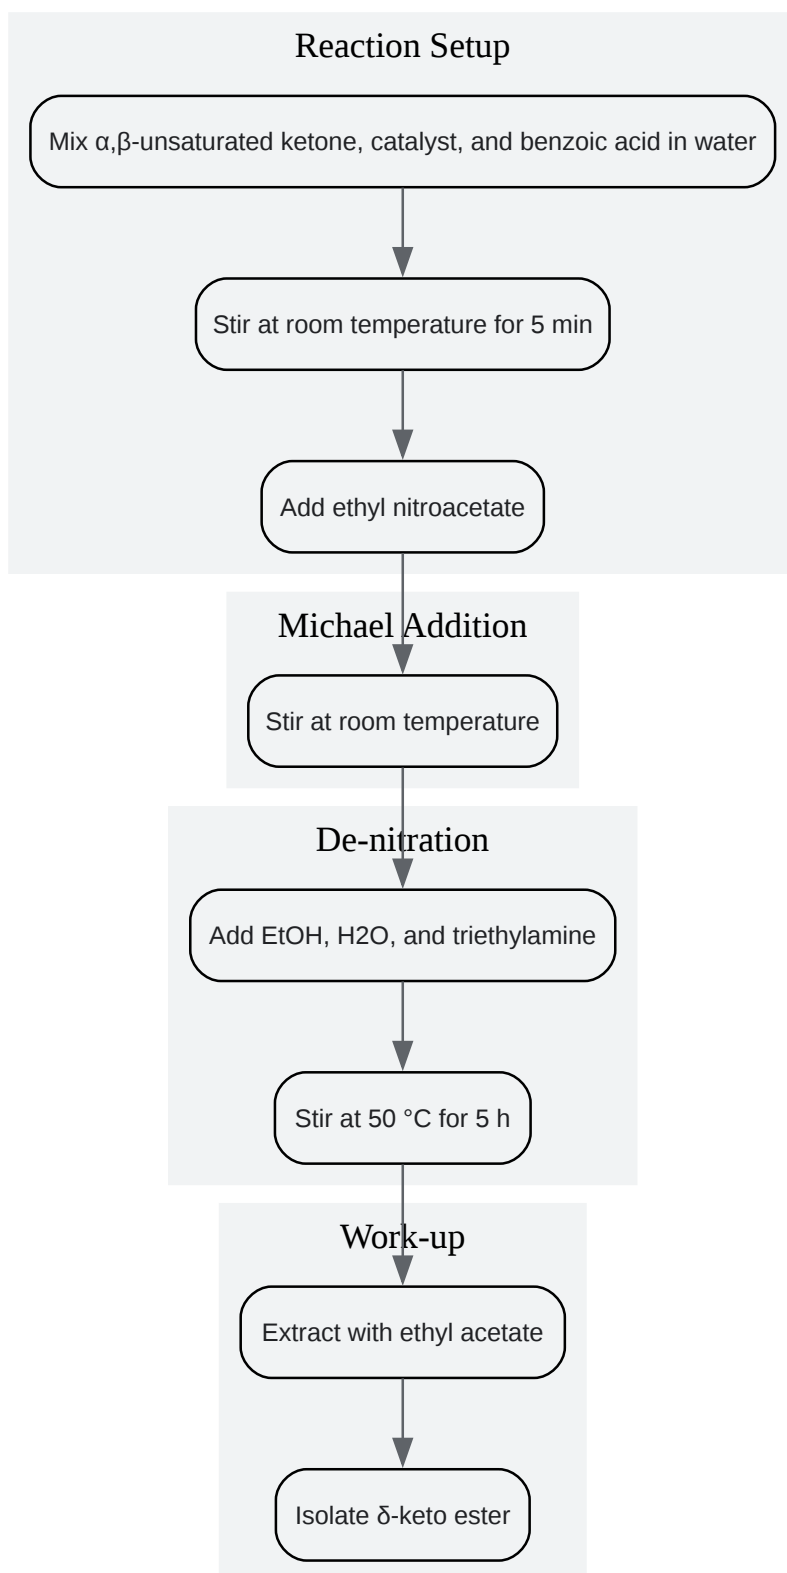 Reaction Setup
Mix α,β-unsaturated ketone, catalyst, and benzoic acid in water
Stir at room temperature for 5 min
Add ethyl nitroacetate
Michael Addition
Stir at room temperature
De-nitration
Add EtOH, H2O, and triethylamine
Stir at 50 °C for 5 h
Work-up
Extract with ethyl acetate
Isolate δ-keto ester